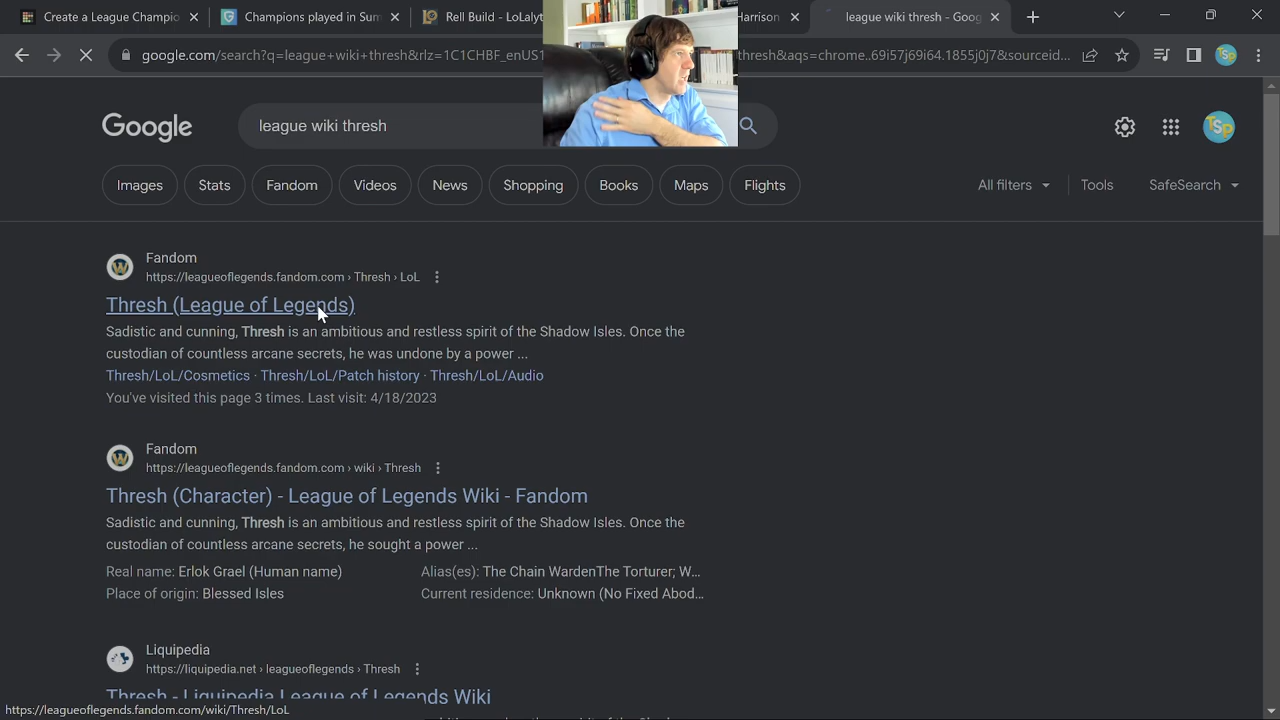 Create a League Champio
Champions played in Sum
Rell Build - LoLalyt
Harrison
league wiki thresh - Goog
google.com/search?q=league+wiki+thresh&rlz=1C1CHBF_enUS1
thresh&aqs=chrome..69i57j69i64.1855j0j7&sourceid...
Google
league wiki thresh
TSP
Images
Stats
Fandom
Videos
News
Shopping
Books
Maps
Flights
All filters
Tools
SafeSearch
Fandom
https://leagueoflegends.fandom.com › Thresh › LoL
Thresh (League of Legends)
Sadistic and cunning, Thresh is an ambitious and restless spirit of the Shadow Isles. Once the
custodian of countless arcane secrets, he was undone by a power ...
Thresh/LoL/Cosmetics · Thresh/LoL/Patch history · Thresh/LoL/Audio
You've visited this page 3 times. Last visit: 4/18/2023
Fandom
https://leagueoflegends.fandom.com › wiki › Thresh
Thresh (Character) - League of Legends Wiki - Fandom
Sadistic and cunning, Thresh is an ambitious and restless spirit of the Shadow Isles. Once the
custodian of countless arcane secrets, he sought a power ...
Real name: Erlok Grael (Human name)
Alias(es): The Chain WardenThe Torturer; W...
Place of origin: Blessed Isles
Current residence: Unknown (No Fixed Abod...
Liquipedia
https://liquipedia.net › leagueoflegends › Thresh
Thresh - Liquipedia League of Legends Wiki
https://leagueoflegends.fandom.com/wiki/Thresh/LoL